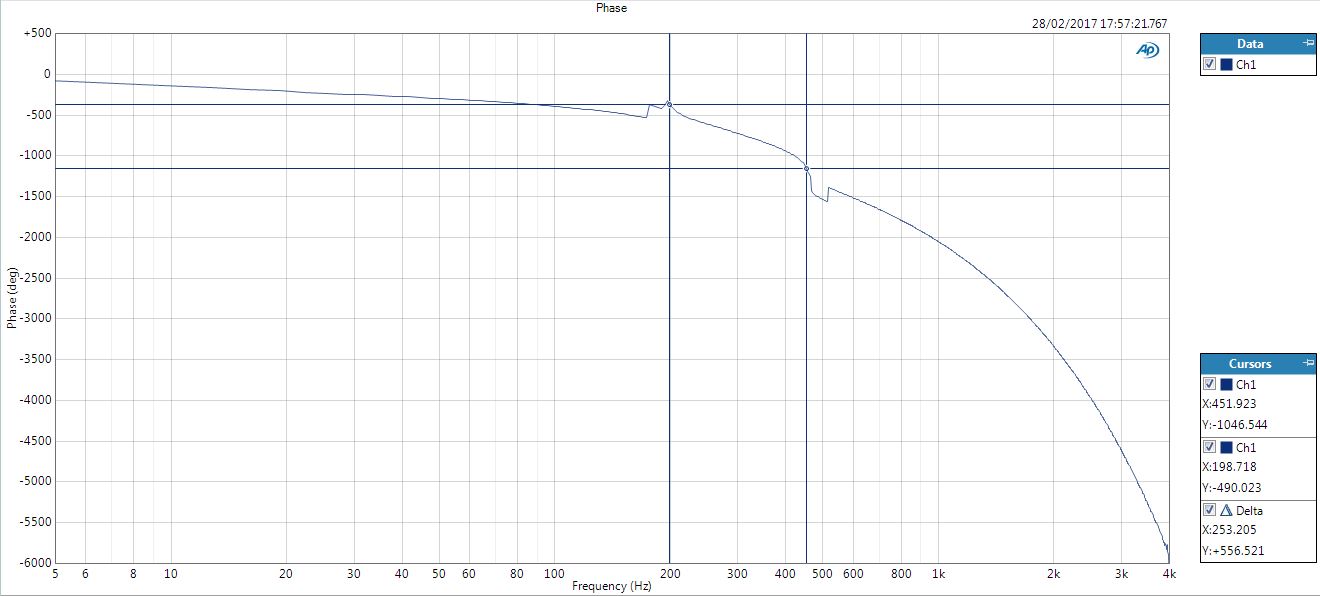 Phase
28/02/2017 17:57:21.767
+500
0
-500
-1000
-1500
-2000
-2500
-3000
-3500
-4000
-4500
-5000
-5500
-6000
Phase (deg)
5 6 8 10 20 30 40 50 60 80 100 200 300 400 500 600 800 1k 2k 3k 4k
Frequency (Hz)
AP
Data
Ch1
Cursors
Ch1
X:451.923
Y:-1046.544
Ch1
X:198.718
Y:-490.023
Delta
X:253.205
Y:+556.521